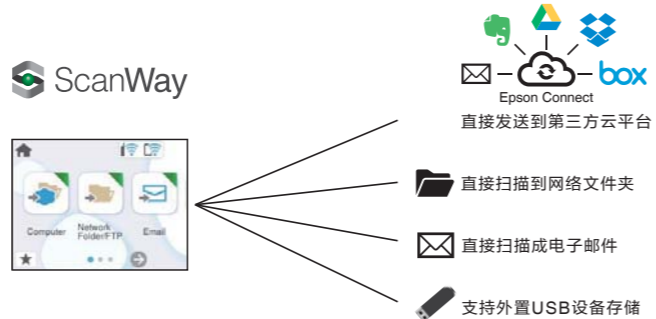 ScanWay
Computer
Network
Folder/FTP
Email
box
Epson Connect
直接发送到第三方云平台
直接扫描到网络文件夹
直接扫描成电子邮件
支持外置USB设备存储